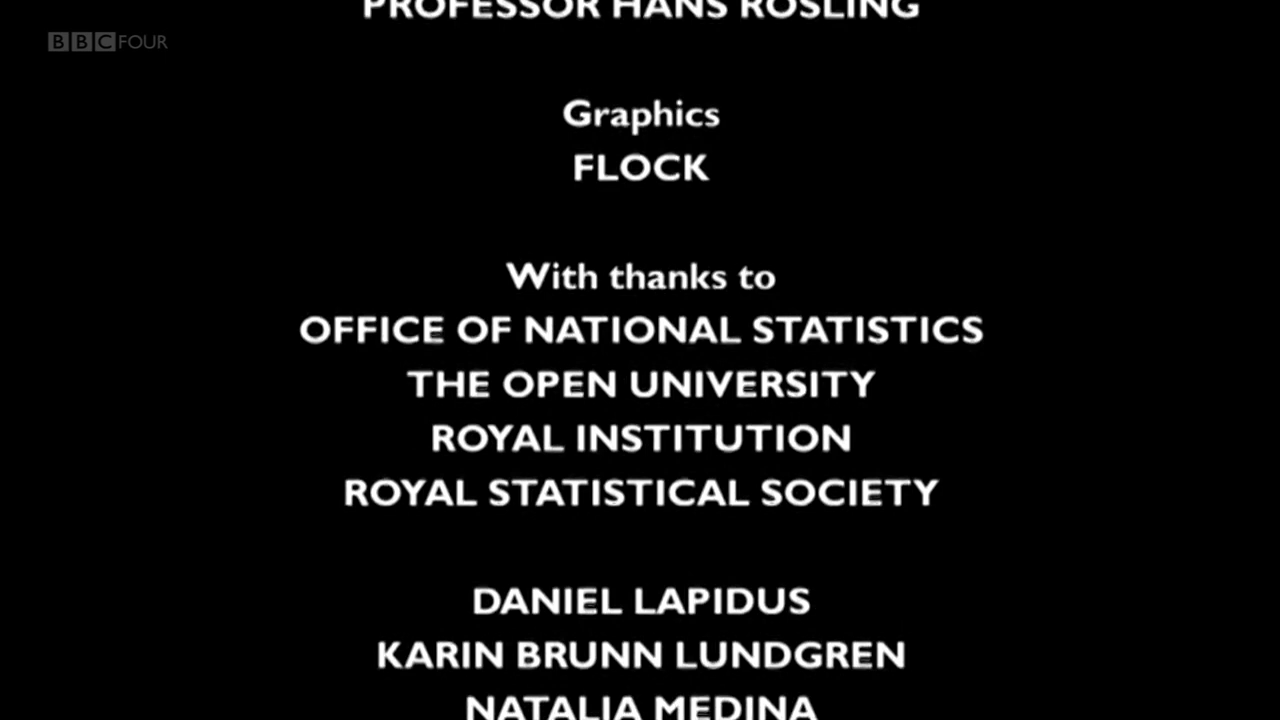 PROFESSOR HANS ROSLING
BBC FOUR
Graphics
FLOCK
With thanks to
OFFICE OF NATIONAL STATISTICS
THE OPEN UNIVERSITY
ROYAL INSTITUTION
ROYAL STATISTICAL SOCIETY
DANIEL LAPIDUS
KARIN BRUNN LUNDGREN
NATALIA MEDINA